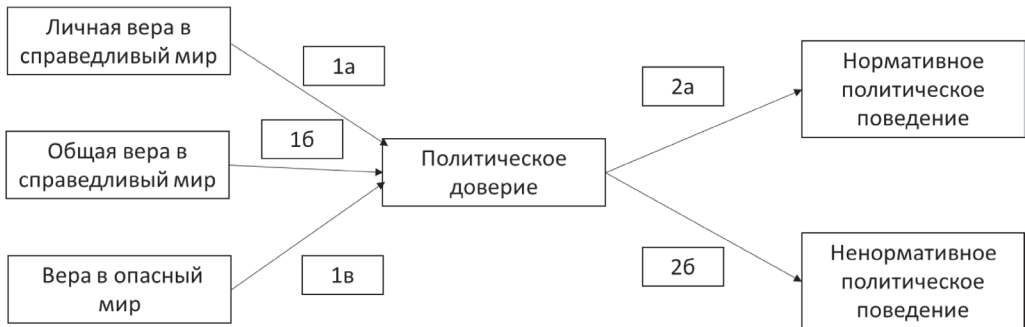 Личная вера в
справедливый мир
1а
Нормативное
политическое
поведение
2а
Общая вера в
справедливый мир
1б
Политическое
доверие
Вера в опасный
мир
1в
2б
Ненормативное
политическое
поведение